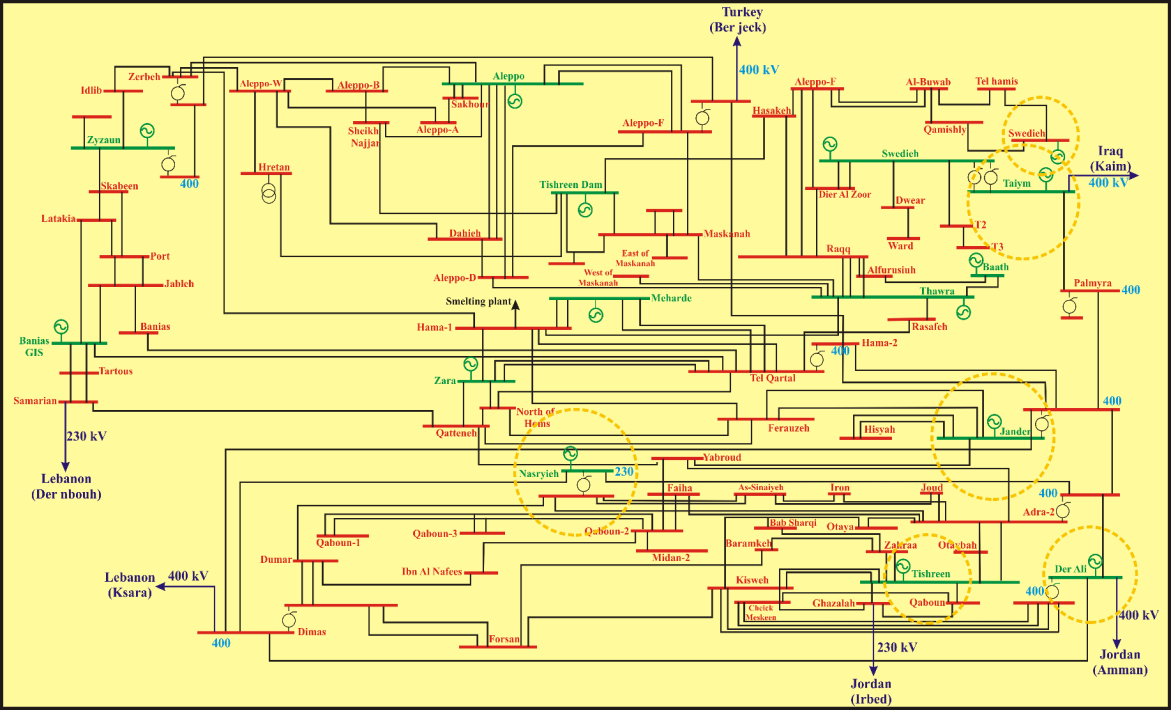 Turkey
(Ber jeck)
400 kV
Zerbeh
Idlib
Aleppo-W
Aleppo-B
Aleppo
Sakhour
Sheikh
Najjar
Aleppo-A
Aleppo-F
Hasakeh
Aleppo-F
Al-Buwab
Tel hamis
Qamishly
Swedieh
Iraq
(Kaim)
400 kV
Zyzaun
400
Hretan
Skabeen
Latakia
Port
Jableh
Banias
Tishreen Dam
Swedieh
Taiym
Dier Al Zoor
Dwear
Ward
T2
T3
Dahieh
Maskanah
East of
Maskanah
West of
Maskanah
Aleppo-D
Raqq
Alfurusiuh
Baath
Thawra
Palmyra
400
Smelting plant
Meharde
Hama-1
Rasafeh
Hama-2
400
Banias
GIS
Tartous
Samarian
230 kV
Lebanon
(Der nbouh)
Zara
Tel Qartal
North of
Homs
Qatteneh
Ferauzeh
Hisyah
Jander
400
Nasryieh
230
Yabroud
Faiha
As-Sinaiyeh
Iron
Joud
400
Adra-2
Qaboun-1
Qaboun-3
Qaboun-2
Bab Sharqi
Otaya
Baramkeh
Zahraa
Otaybah
Midan-2
Dumar
Ibn Al Nafees
Kisweh
Tishreen
Der Ali
400
Lebanon
(Ksara)
400 kV
Cheick
Meskeen
Ghazalah
Qaboun
400 kV
Dimas
400
Forsan
230 kV
Jordan
(Irbed)
Jordan
(Amman)